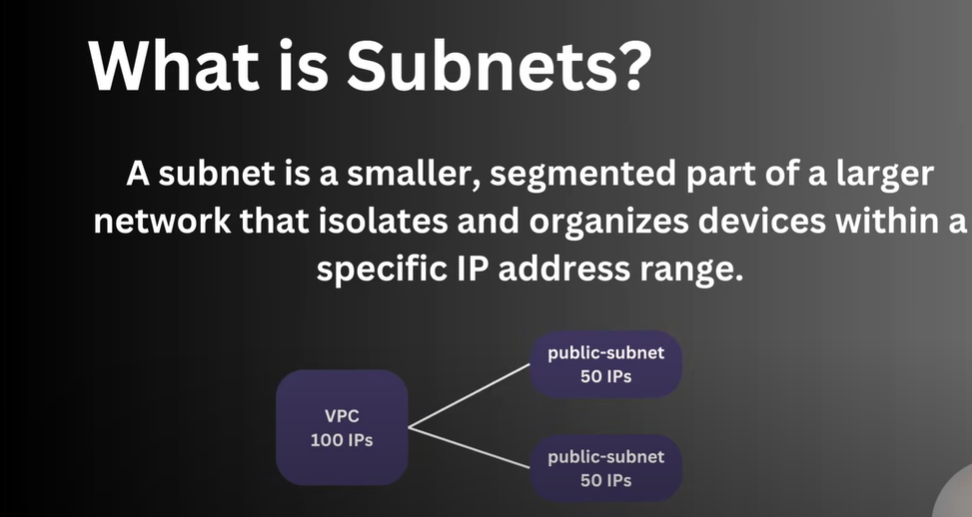 What is Subnets?
A subnet is a smaller, segmented part of a larger
network that isolates and organizes devices within a
specific IP address range.
public-subnet
50 IPs
VPC
100 IPs
public-subnet
50 IPs